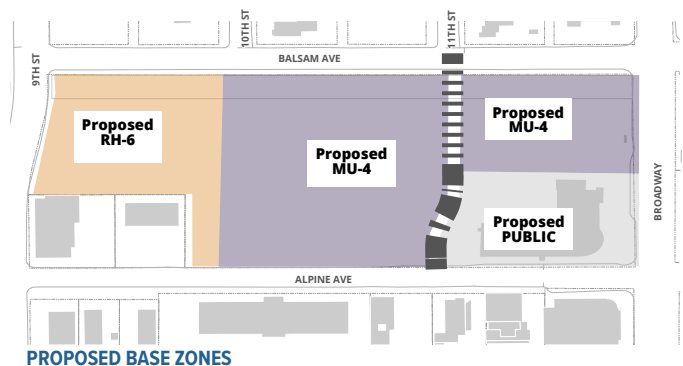 10TH ST
11TH ST
9TH ST
BALSAM AVE
Proposed
RH-6
Proposed
MU-4
Proposed
MU-4
BROADWAY
Proposed
PUBLIC
ALPINE AVE
PROPOSED BASE ZONES